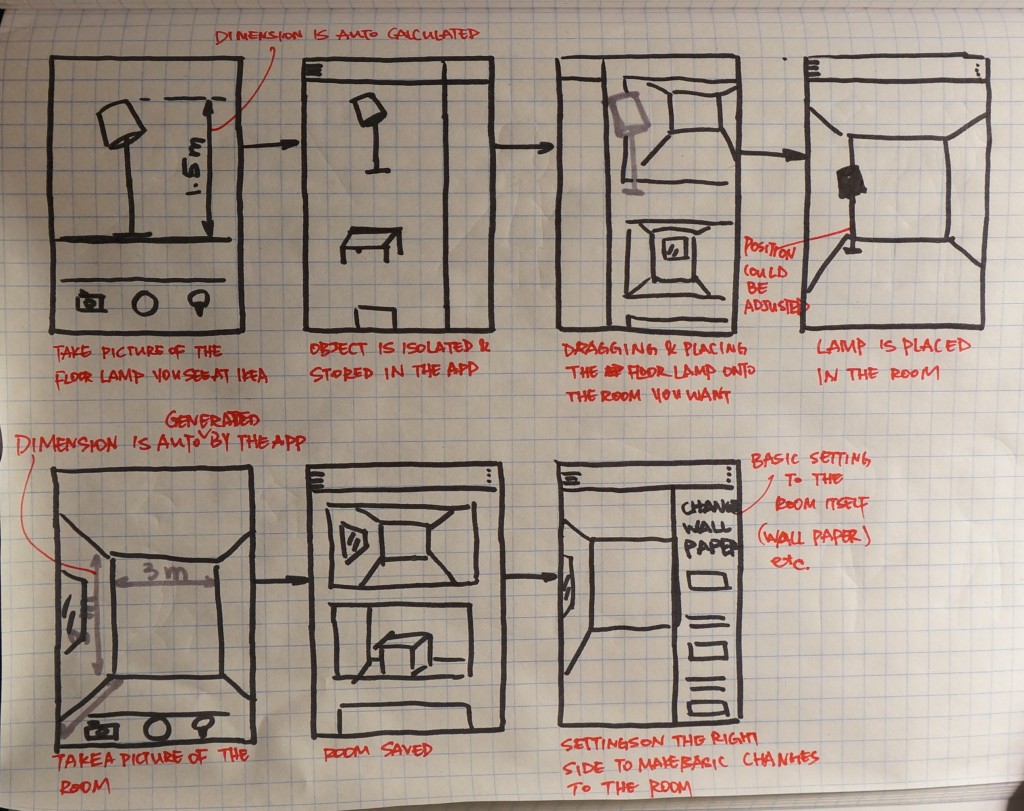 DIMENSION IS AUTO CALCULATED
1.5m
TAKE PICTURE OF THE
FLOOR LAMP YOU SEE AT IKEA
OBJECT IS ISOLATED &
STORED IN THE APP
DRAGGING & PLACING
THE FLOOR LAMP ONTO
THE ROOM YOU WANT
POSITION
COULD
BE
ADJUSTED
LAMP IS PLACED
IN THE ROOM
GENERATED
DIMENSION IS AUTO BY THE APP
3m
TAKE A PICTURE OF THE
ROOM
ROOM SAVED
CHANGE
WALL
PAPER
BASIC SETTING
TO THE
ROOM ITSELF
(WALL PAPER)
etc.
SETTINGS ON THE RIGHT
SIDE TO MAKE BASIC CHANGES
TO THE ROOM